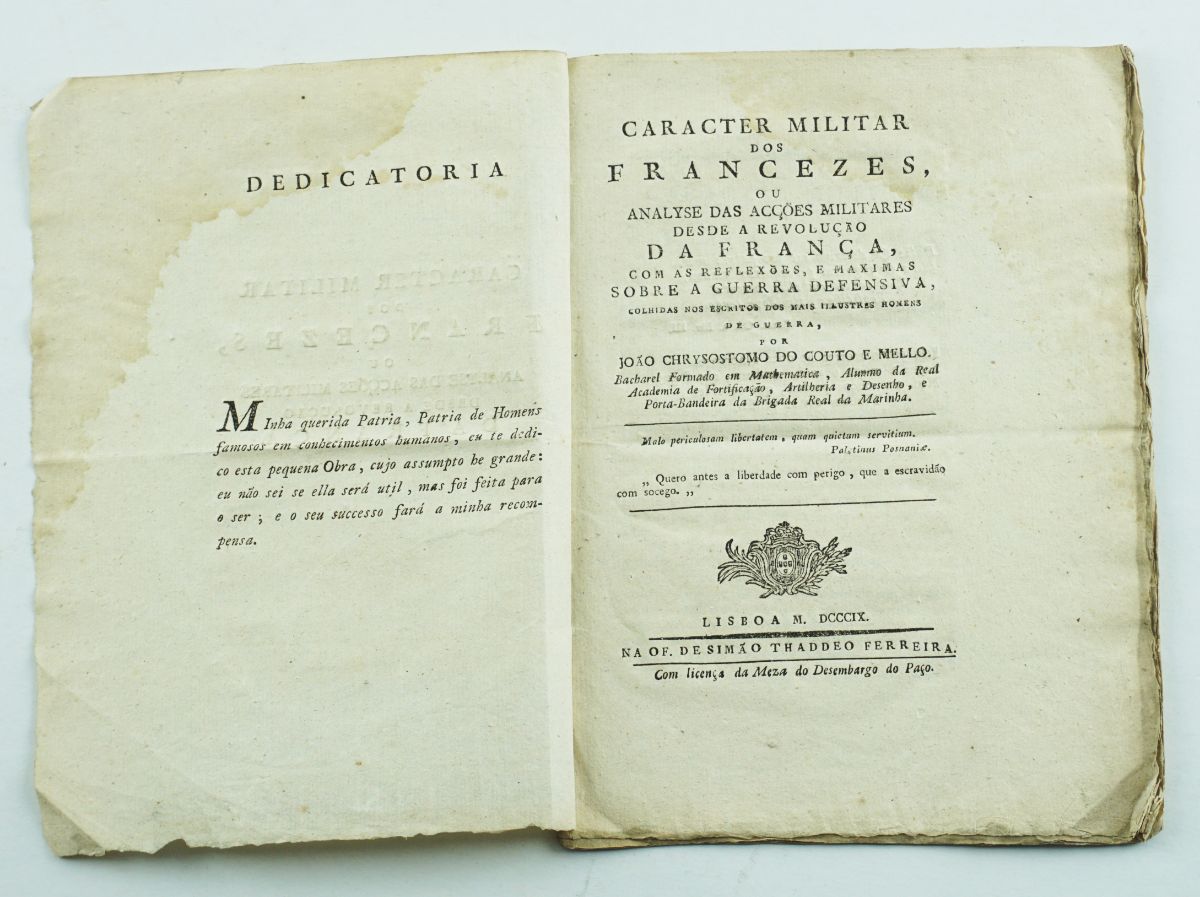 DEDICATORIA
MInha querida Patria, Patria de Homens
famosos em conhecimentos humanos, eu te dedi-
co esta pequena Obra, cujo assumpto he grande:
eu não sei se ella será util, mas foi feita para
o ser; e o seu successo fará a minha recom-
pensa.
CARACTER MILITAR
DOS
FRANCEZES,
OU
ANALYSE DAS ACÇÕES MILITARES
DESDE A REVOLUÇÃO
DA FRANÇA,
COM AS REFLEXÕES, E MAXIMAS
SOBRE A GUERRA DEFENSIVA,
COLHIDAS NOS ESCRITOS DOS MAIS ILLUSTRES HOMENS
DE GUERRA,
POR
JOÃO CHRYSOSTOMO DO COUTO E MELLO.
Bacharel Formado em Mathematica, Alumno da Real
Academia de Fortificação, Artilheria e Desenho, e
Porta-Bandeira da Brigada Real da Marinha.
Malo periculosam libertatem, quam quietum servitium.
Palatinus Posnaniæ.
„ Quero antes a liberdade com perigo, que a escravidão
com socego. „
LISBOA M. DCCCIX.
NA OF. DE SIMÃO THADDEO FERREIRA.
Com licença da Meza do Desembargo do Paço.